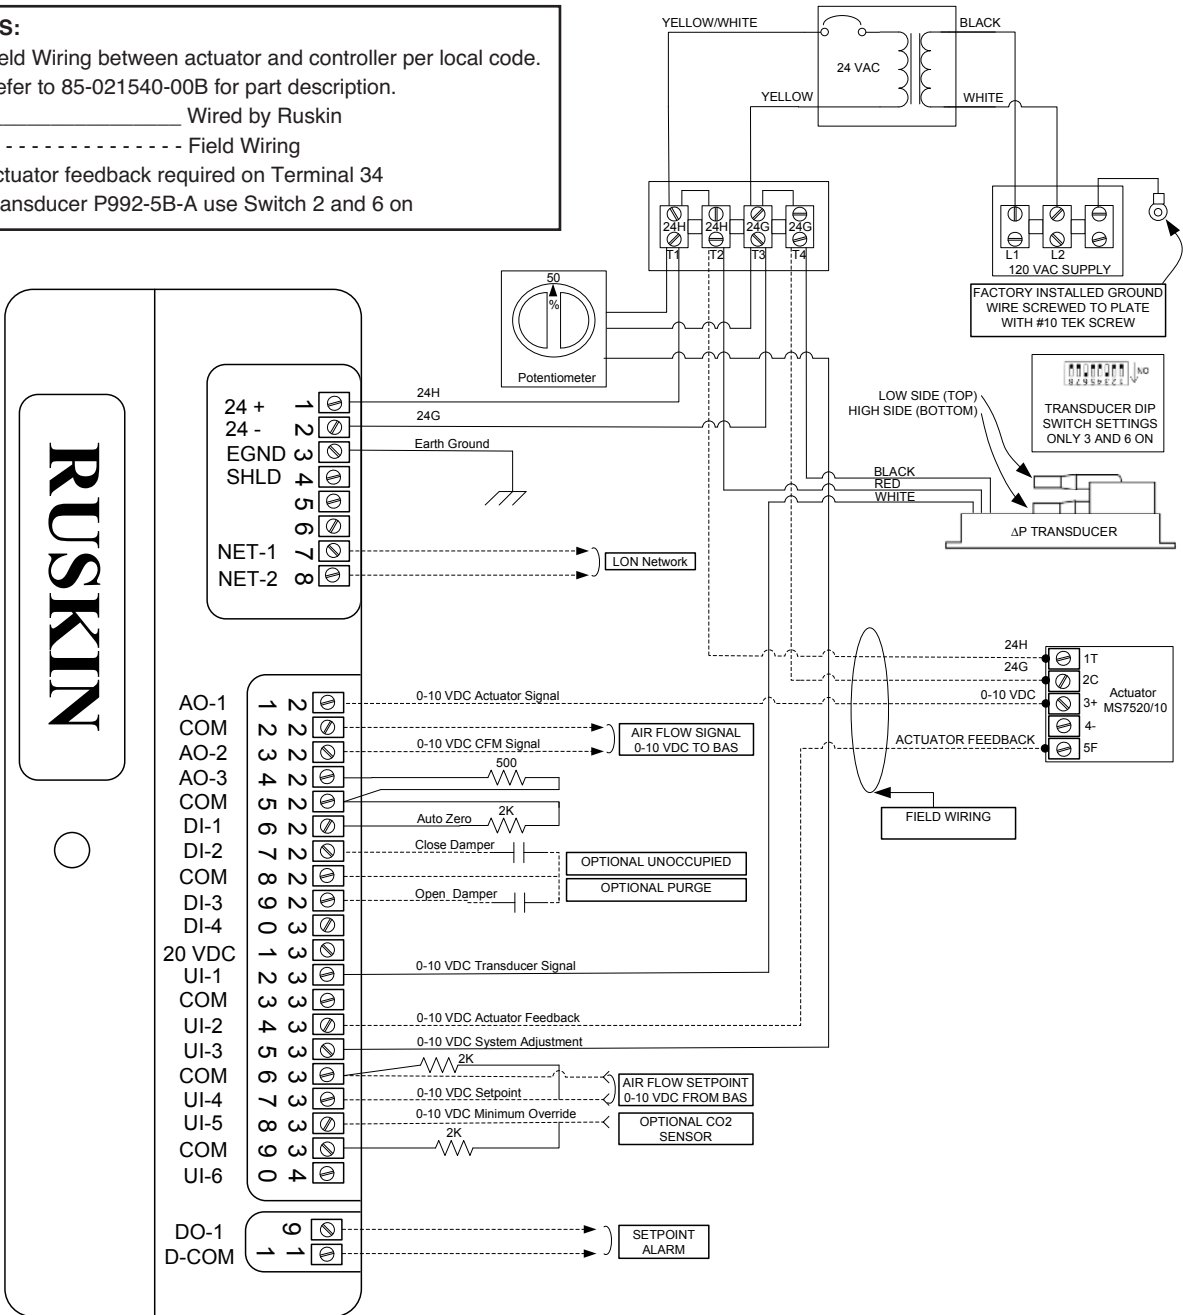 S:
eld Wiring between actuator and controller per local code.
efer to 85-021540-00B for part description.
_________________ Wired by Ruskin
- - - - - - - - - - - - - - - Field Wiring
ctuator feedback required on Terminal 34
ansducer P992-5B-A use Switch 2 and 6 on
YELLOW/WHITE
BLACK
24 VAC
YELLOW
WHITE
24H 24H 24G 24G
T1 T2 T3 T4
L1 L2
120 VAC SUPPLY
FACTORY INSTALLED GROUND
WIRE SCREWED TO PLATE
WITH #10 TEK SCREW
50
%
Potentiometer
ON
1 2 3 4 5 6 7 8
TRANSDUCER DIP
SWITCH SETTINGS
ONLY 3 AND 6 ON
LOW SIDE (TOP)
HIGH SIDE (BOTTOM)
BLACK
RED
WHITE
ΔP TRANSDUCER
RUSKIN
24 + 1 24H
24 - 2 24G
EGND 3 Earth Ground
SHLD 4
5
6
NET-1 7
NET-2 8
LON Network
24H 1T
24G 2C
0-10 VDC 3+
4-
ACTUATOR FEEDBACK 5F
Actuator
MS7520/10
FIELD WIRING
AO-1 21 0-10 VDC Actuator Signal
COM 22
AO-2 23 0-10 VDC CFM Signal
AIR FLOW SIGNAL
0-10 VDC TO BAS
AO-3 24 500
COM 25
DI-1 26 Auto Zero 2K
DI-2 27 Close Damper
COM 28
DI-3 29 Open Damper
OPTIONAL UNOCCUPIED
OPTIONAL PURGE
DI-4 30
20 VDC 31
UI-1 32 0-10 VDC Transducer Signal
COM 33
UI-2 34 0-10 VDC Actuator Feedback
UI-3 35 0-10 VDC System Adjustment
COM 36 2K
UI-4 37 0-10 VDC Setpoint
AIR FLOW SETPOINT
0-10 VDC FROM BAS
UI-5 38 0-10 VDC Minimum Override
OPTIONAL CO2
SENSOR
COM 39 2K
UI-6 40
DO-1 9
D-COM 11
SETPOINT
ALARM